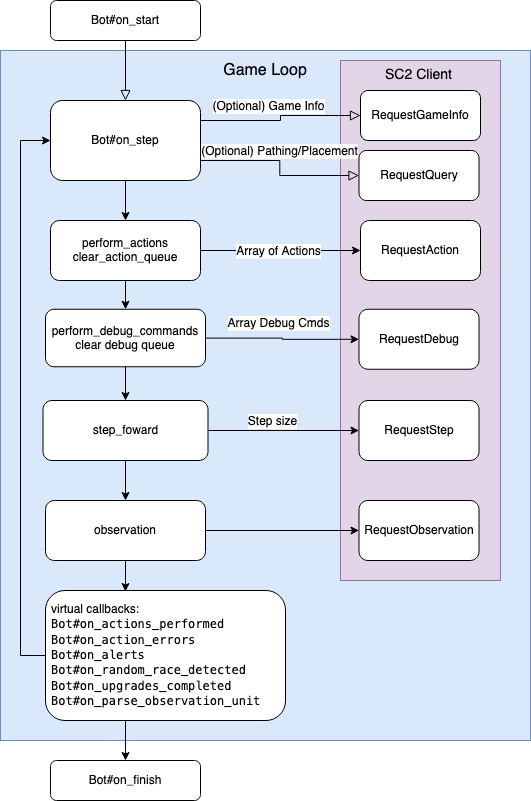 Bot#on_start
Game Loop
SC2 Client
(Optional) Game Info
RequestGameInfo
Bot#on_step
(Optional) Pathing/Placement
RequestQuery
perform_actions
clear_action_queue
Array of Actions
RequestAction
perform_debug_commands
clear debug queue
Array Debug Cmds
RequestDebug
step_foward
Step size
RequestStep
observation
RequestObservation
virtual callbacks:
Bot#on_actions_performed
Bot#on_action_errors
Bot#on_alerts
Bot#on_random_race_detected
Bot#on_upgrades_completed
Bot#on_parse_observation_unit
Bot#on_finish